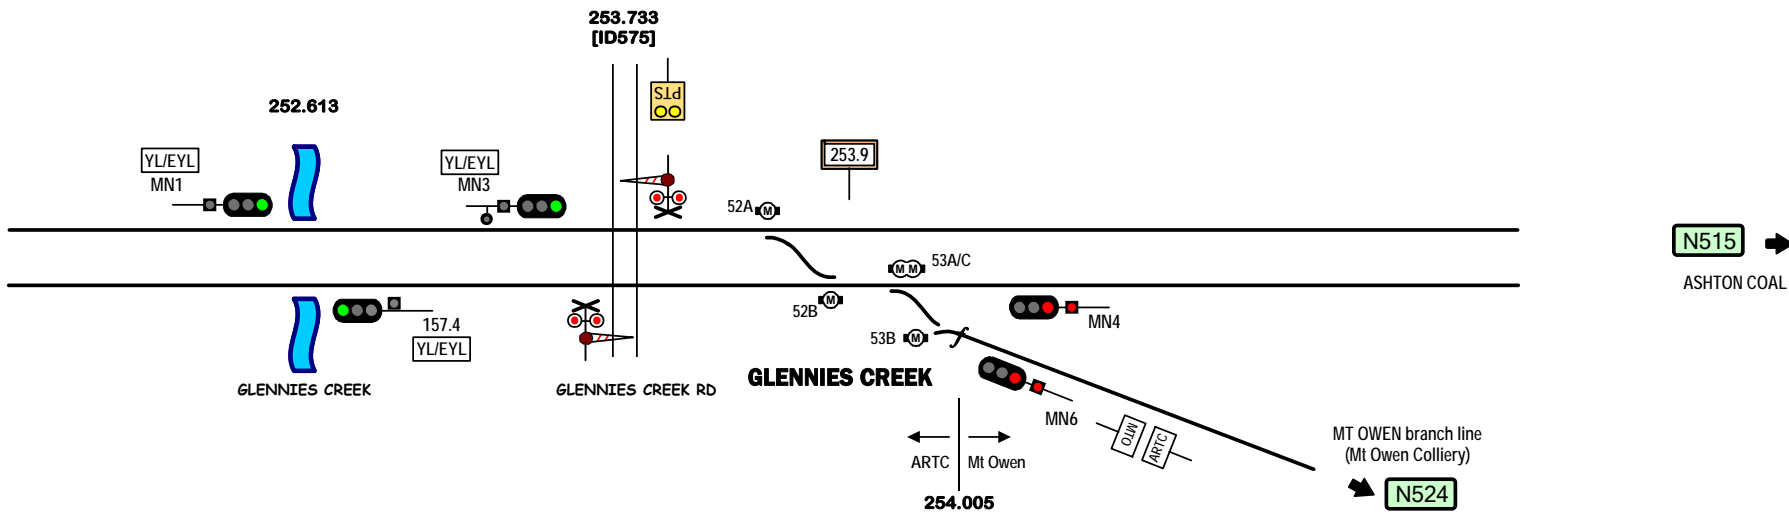 253.733
[ID575]
PTS
252.613
YL/EYL
MN1
YL/EYL
MN3
253.9
52A
M
N515
M M
53A/C
ASHTON COAL
M
52B
157.4
YL/EYL
MN4
53B
M
GLENNIES CREEK
GLENNIES CREEK RD
GLENNIES CREEK
MN6
MTO
ARTC
MT OWEN branch line
(Mt Owen Colliery)
ARTC
Mt Owen
N524
254.005